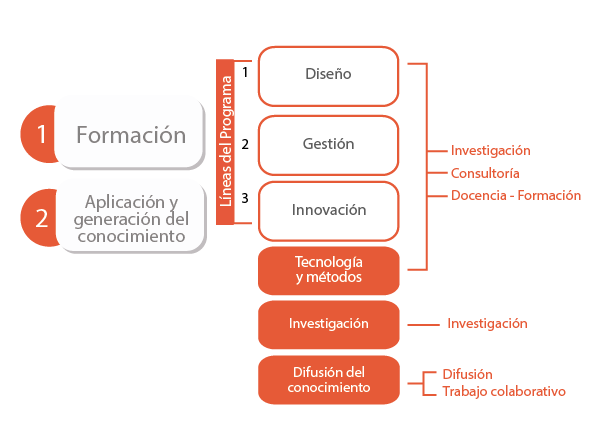 1
Formación
2
Aplicación y
generación del
conocimiento
Líneas del Programa
1
Diseño
2
Gestión
3
Innovación
Tecnología
y métodos
Investigación
Difusión del
conocimiento
Investigación
Consultoría
Docencia - Formación
Investigación
Difusión
Trabajo colaborativo